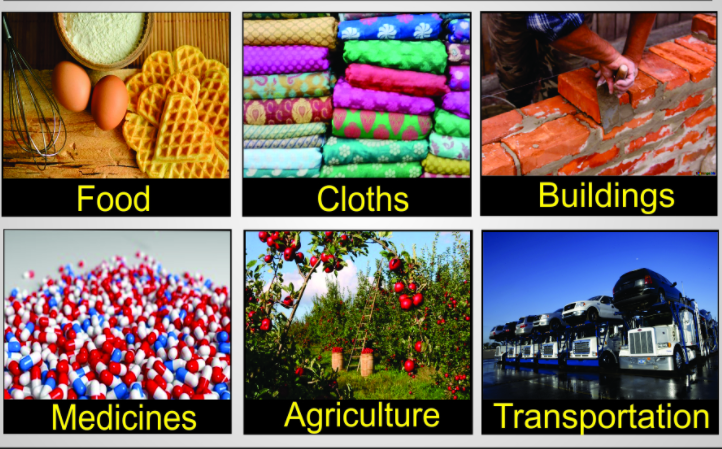 Food
Cloths
Buildings
Medicines
Agriculture
Transportation